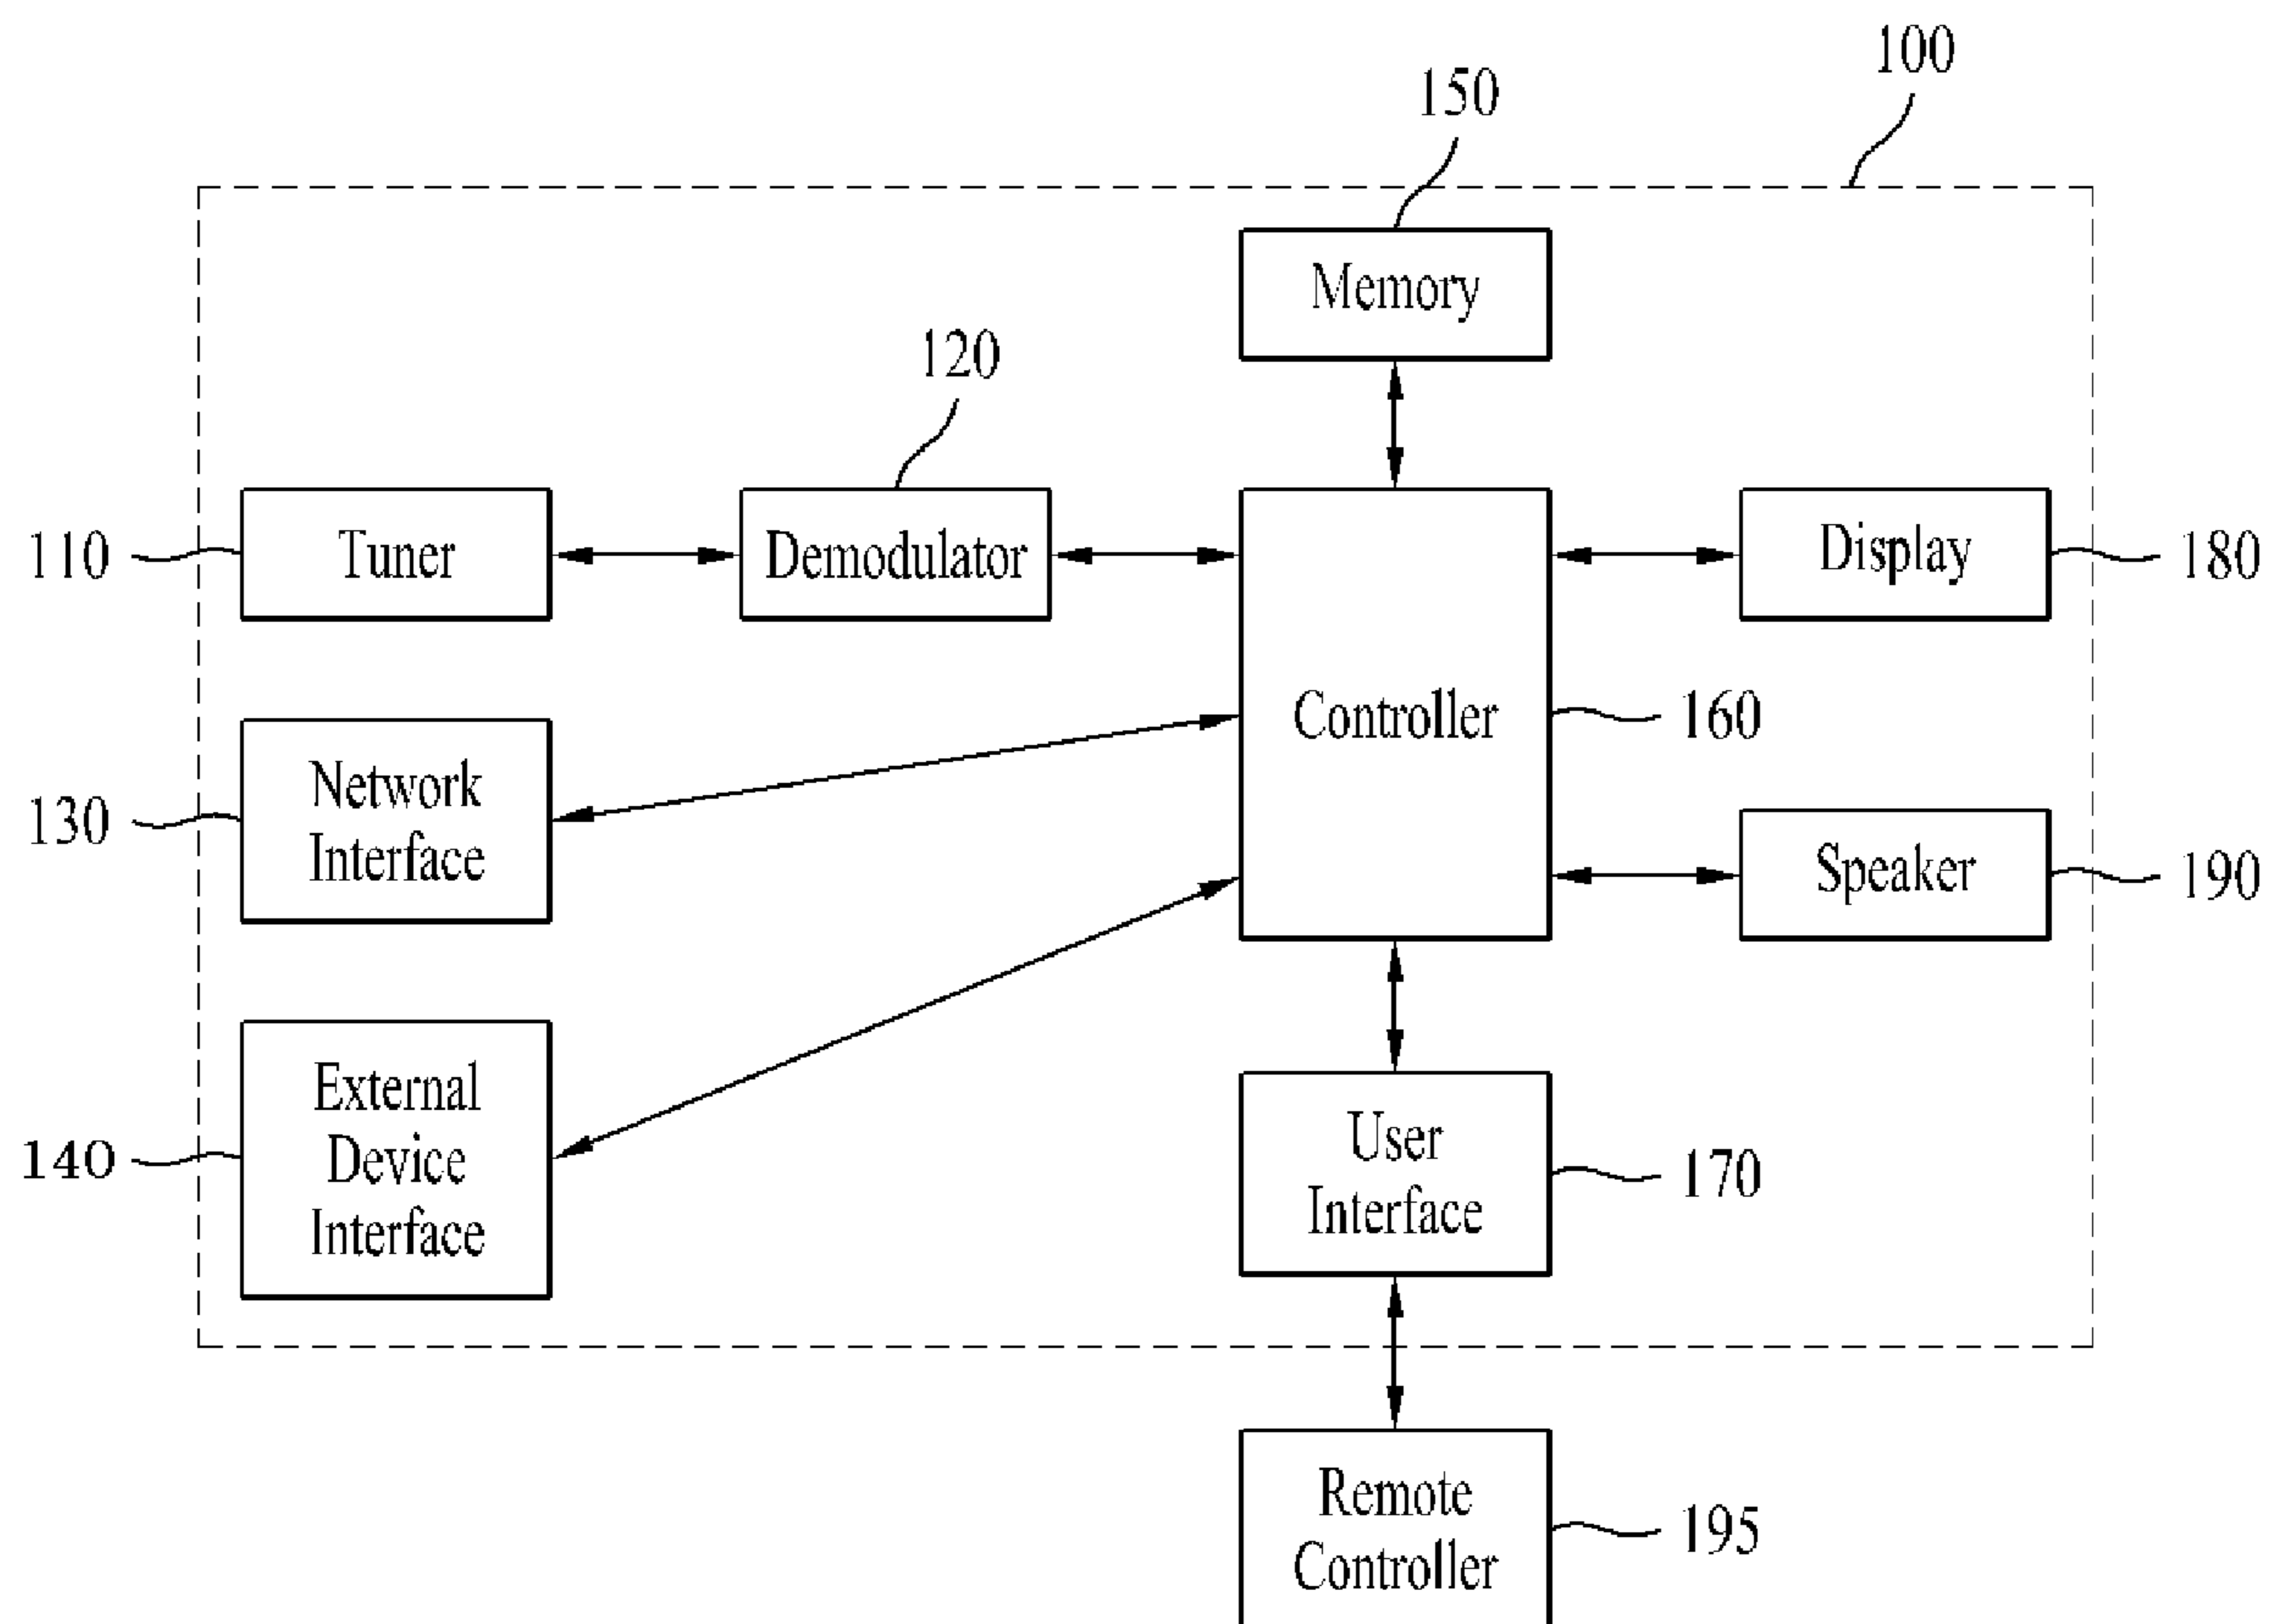 100
150
Memory
120
110
Tuner
Demodulator
Display
180
Controller
160
130
Network
Interface
Speaker
190
140
External
Device
Interface
User
Interface
170
Remote
Controller
195